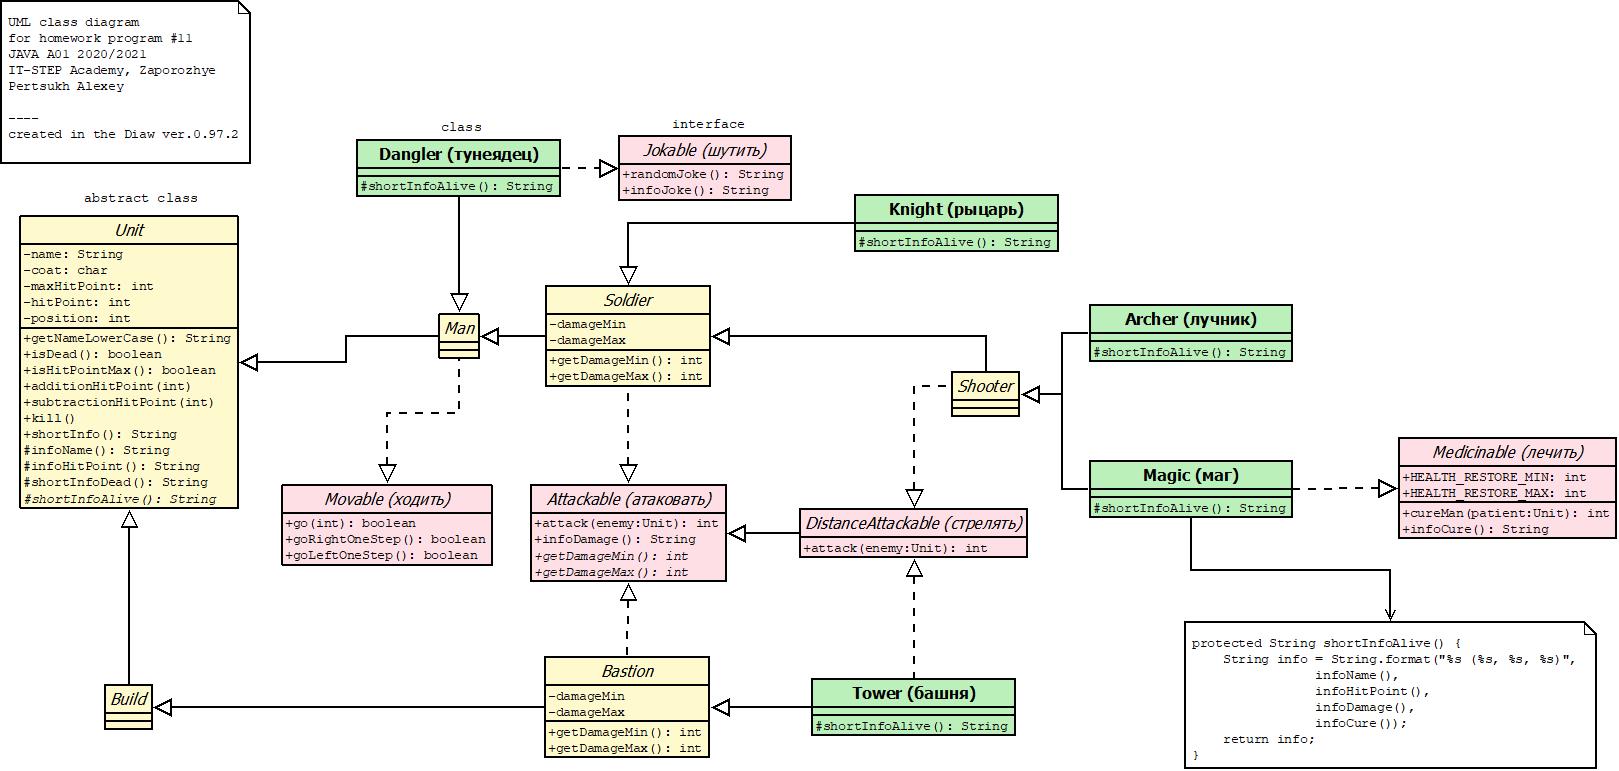 UML class diagram
for homework program #11
JAVA A01 2020/2021
IT-STEP Academy, Zaporozhye
Pertsukh Alexey
----
created in the Diaw ver.0.97.2
class
Dangler (тунеядец)
#shortInfoAlive(): String
interface
Jokable (шутить)
+randomJoke(): String
+infoJoke(): String
abstract class
Unit
-name: String
-coat: char
-maxHitPoint: int
-hitPoint: int
-position: int
+getNameLowerCase(): String
+isDead(): boolean
+isHitPointMax(): boolean
+additionHitPoint(int)
+subtractionHitPoint(int)
+kill()
+shortInfo(): String
#infoName(): String
#infoHitPoint(): String
#shortInfoDead(): String
#shortInfoAlive(): String
Knight (рыцарь)
#shortInfoAlive(): String
Man
Soldier
-damageMin
-damageMax
+getDamageMin(): int
+getDamageMax(): int
Archer (лучник)
#shortInfoAlive(): String
Shooter
Magic (маг)
#shortInfoAlive(): String
Medicinable (лечить)
+HEALTH_RESTORE_MIN: int
+HEALTH_RESTORE_MAX: int
+cureMan(patient:Unit): int
+infoCure(): String
Movable (ходить)
+go(int): boolean
+goRightOneStep(): boolean
+goLeftOneStep(): boolean
Attackable (атаковать)
+attack(enemy:Unit): int
+infoDamage(): String
+getDamageMin(): int
+getDamageMax(): int
DistanceAttackable (стрелять)
+attack(enemy:Unit): int
Build
Bastion
-damageMin
-damageMax
+getDamageMin(): int
+getDamageMax(): int
Tower (башня)
#shortInfoAlive(): String
protected String shortInfoAlive() {
    String info = String.format("%s (%s, %s, %s)",
                infoName(),
                infoHitPoint(),
                infoDamage(),
                infoCure());
    return info;
}